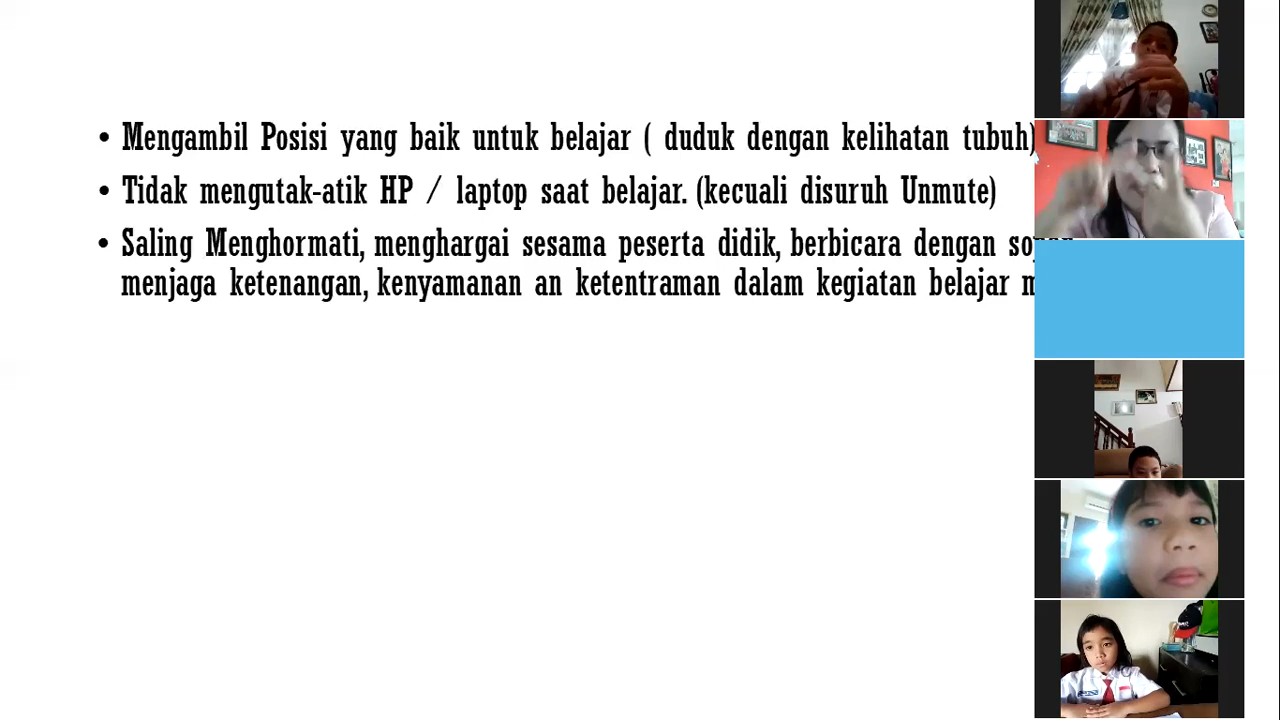 • Mengambil Posisi yang baik untuk belajar ( duduk dengan kelihatan tubuh)
• Tidak mengutak-atik HP / laptop saat belajar. (kecuali disuruh Unmute)
• Saling Menghormati, menghargai sesama peserta didik, berbicara dengan
menjaga ketenangan, kenyamanan an ketentraman dalam kegiatan belajar